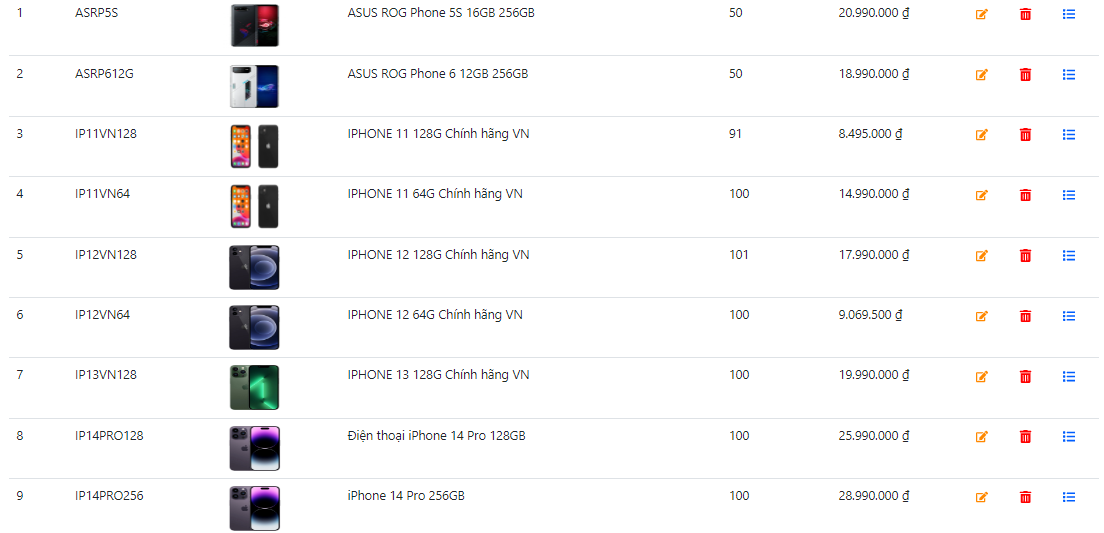 1 ASRP5S ASUS ROG Phone 5S 16GB 256GB 50 20.990.000 ₫
2 ASRP612G ASUS ROG Phone 6 12GB 256GB 50 18.990.000 ₫
3 IP11VN128 IPHONE 11 128G Chính hãng VN 91 8.495.000 ₫
4 IP11VN64 IPHONE 11 64G Chính hãng VN 100 14.990.000 ₫
5 IP12VN128 IPHONE 12 128G Chính hãng VN 101 17.990.000 ₫
6 IP12VN64 IPHONE 12 64G Chính hãng VN 100 9.069.500 ₫
7 IP13VN128 IPHONE 13 128G Chính hãng VN 100 19.990.000 ₫
8 IP14PRO128 Điện thoại iPhone 14 Pro 128GB 100 25.990.000 ₫
9 IP14PRO256 iPhone 14 Pro 256GB 100 28.990.000 ₫